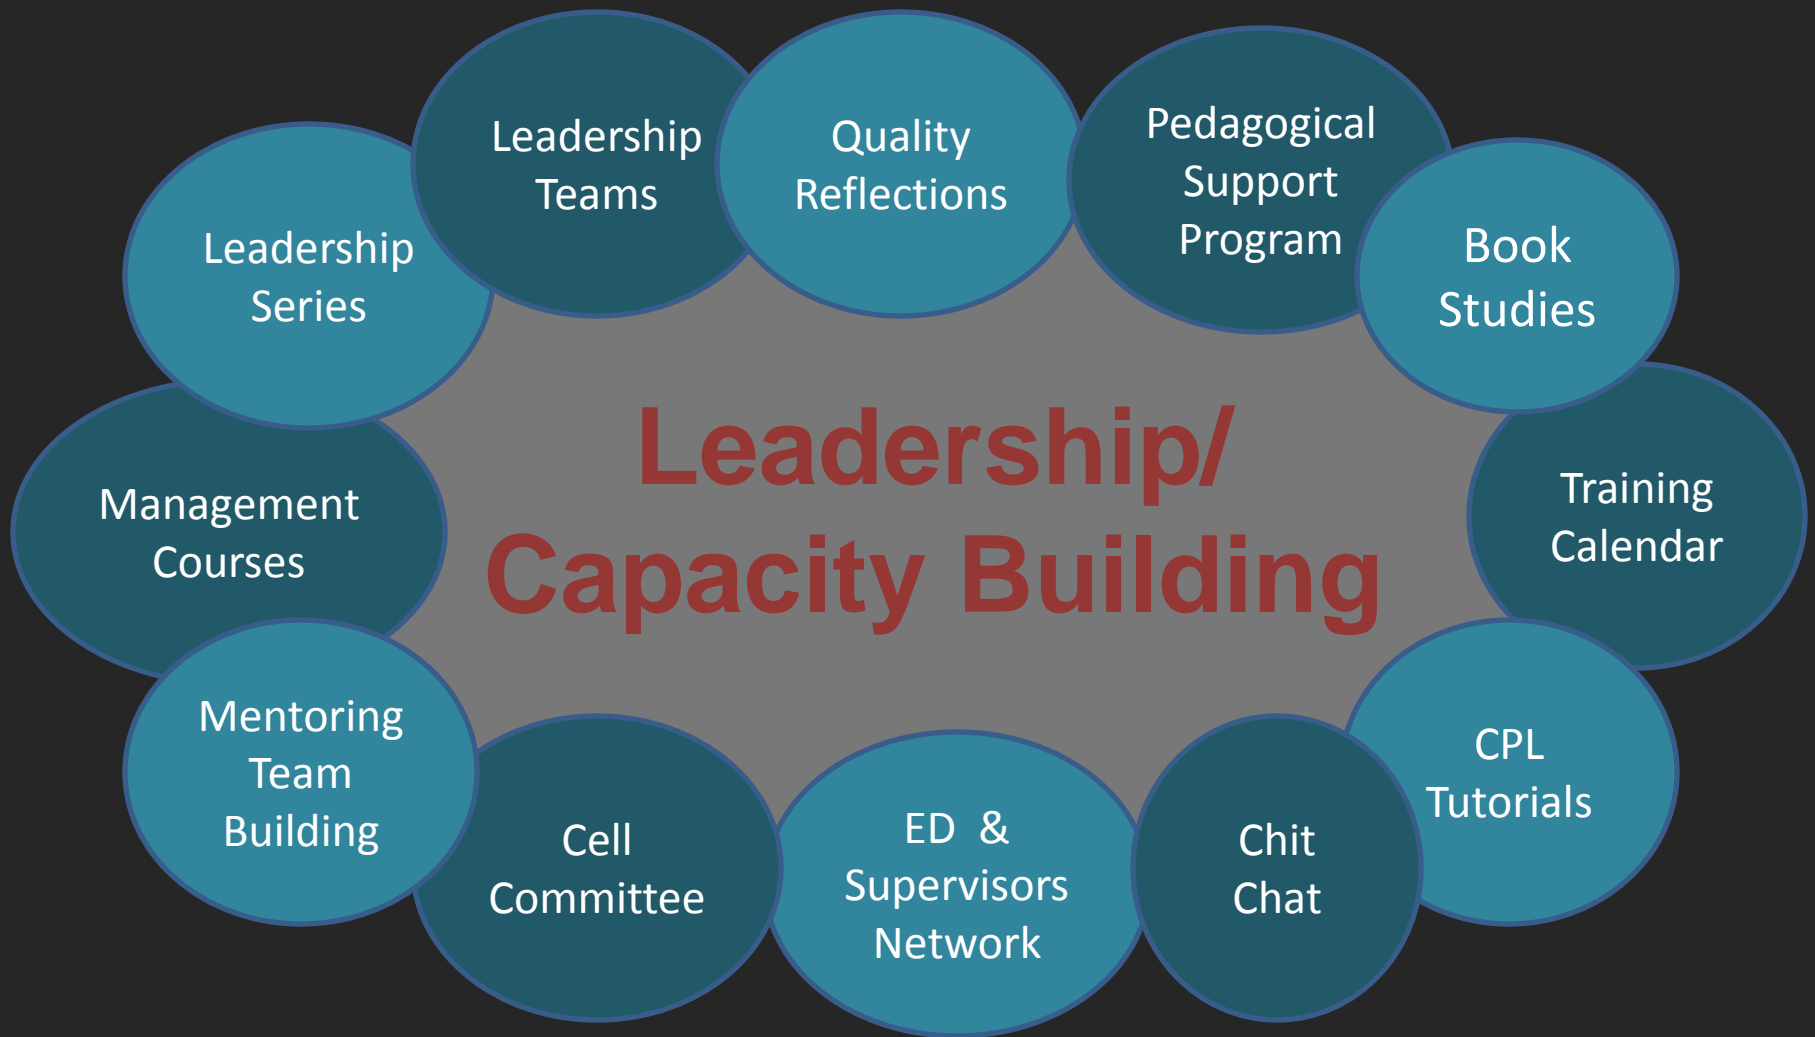 Leadership
Teams
Quality
Reflections
Pedagogical
Support
Program
Book
Studies
Training
Calendar
CPL
Tutorials
Chit
Chat
ED  &
Supervisors
Network
Cell
Committee
Mentoring
Team
Building
Management
Courses
Leadership
Series
Leadership/
Capacity Building